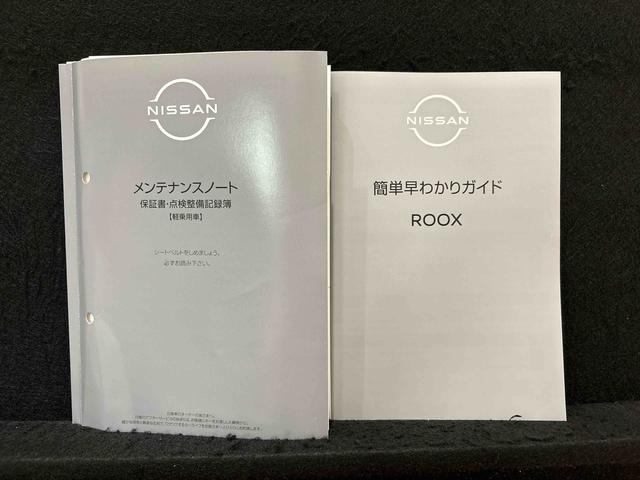 NISSAN
メンテナンスノート
保証書・点検整備記録簿
【軽乗用車】
シートベルトをしめましょう。
必ずお読み下さい。
NISSAN
簡単早わかりガイド
ROOX